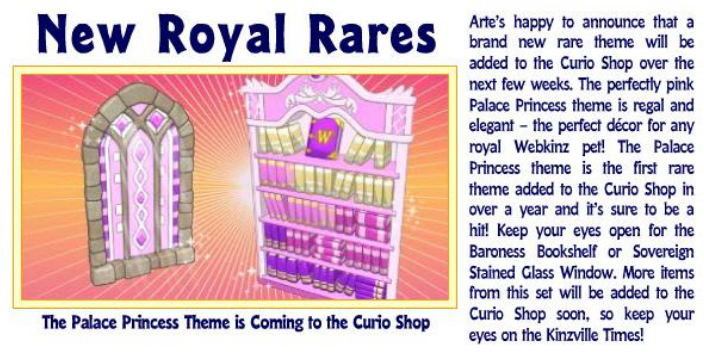 New Royal Rares
W
The Palace Princess Theme is Coming to the Curio Shop
Arte's happy to announce that a
brand new rare theme will be
added to the Curio Shop over the
next few weeks. The perfectly pink
Palace Princess theme is regal and
elegant – the perfect décor for any
royal Webkinz pet! The Palace
Princess theme is the first rare
theme added to the Curio Shop in
over a year and it's sure to be a
hit! Keep your eyes open for the
Baroness Bookshelf or Sovereign
Stained Glass Window. More items
from this set will be added to the
Curio Shop soon, so keep your
eyes on the Kinzville Times!